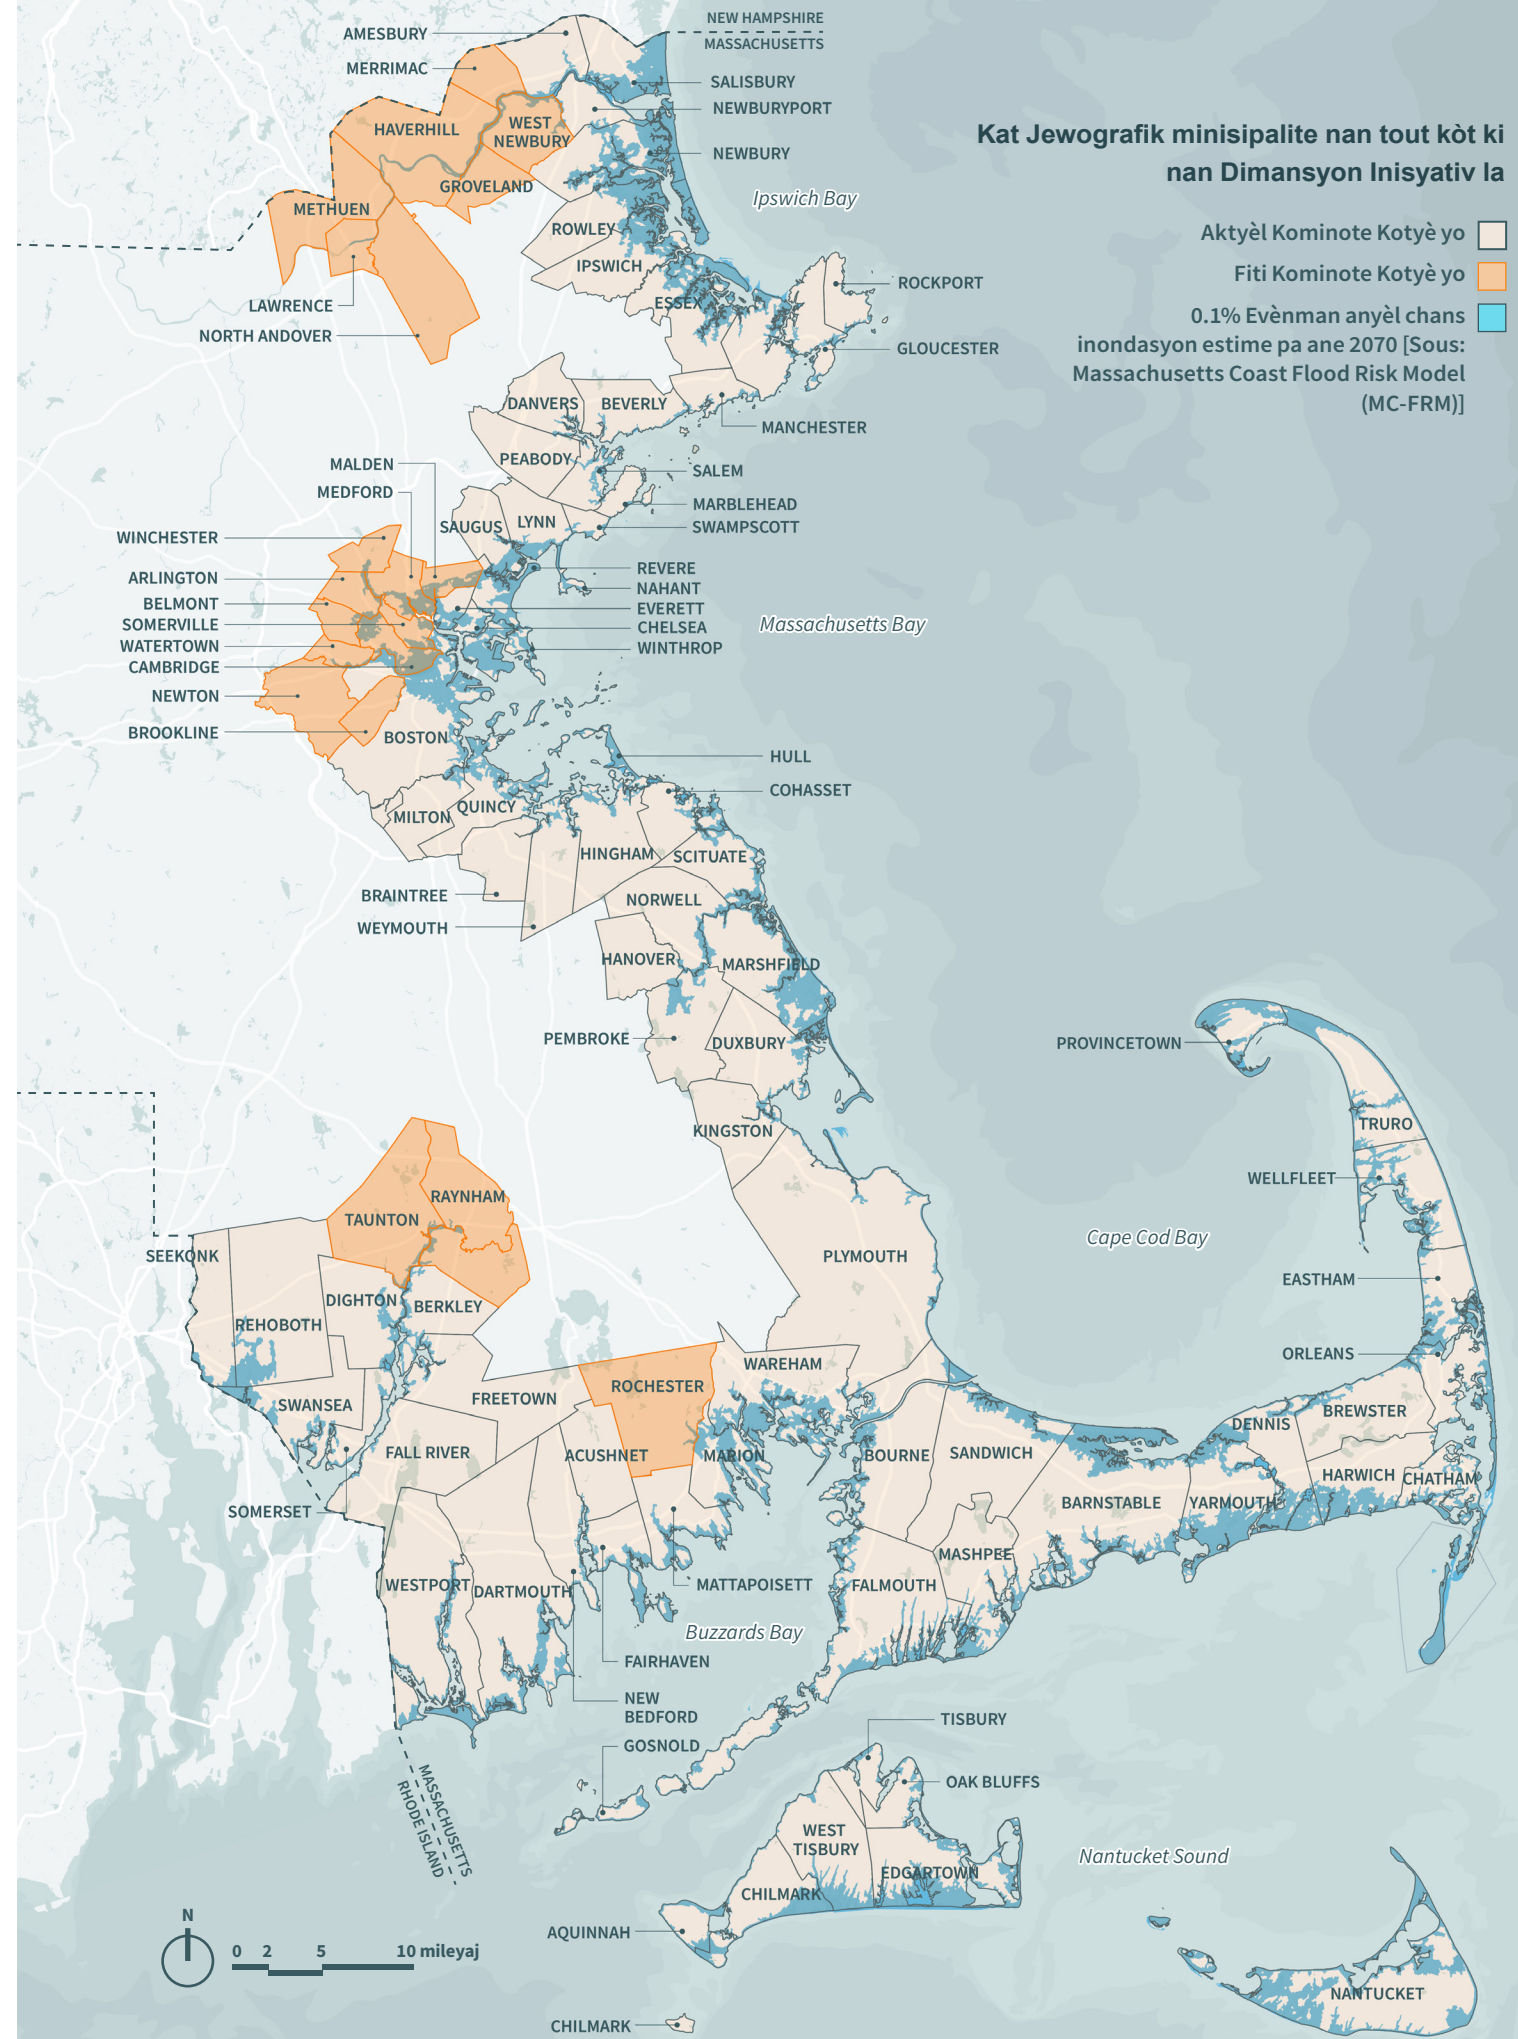 NEW HAMPSHIRE
MASSACHUSETTS
AMESBURY
MERRIMAC
SALISBURY
NEWBURYPORT
HAVERHILL
WEST
NEWBURY
NEWBURY
Kat Jewografik minisipalite nan tout kòt ki
nan Dimansyon Inisyativ la
GROVELAND
Ipswich Bay
METHUEN
ROWLEY
Aktyèl Kominote Kotyè yo
IPSWICH
Fiti Kominote Kotyè yo
ROCKPORT
LAWRENCE
ESSEX
0.1% Evènman anyèl chans
inondasyon estime pa ane 2070 [Sous:
Massachusetts Coast Flood Risk Model
(MC-FRM)]
NORTH ANDOVER
GLOUCESTER
DANVERS
BEVERLY
MANCHESTER
PEABODY
MALDEN
SALEM
MEDFORD
MARBLEHEAD
SAUGUS
LYNN
SWAMPSCOTT
WINCHESTER
REVERE
ARLINGTON
NAHANT
BELMONT
EVERETT
SOMERVILLE
CHELSEA
Massachusetts Bay
WATERTOWN
WINTHROP
CAMBRIDGE
NEWTON
BROOKLINE
BOSTON
HULL
COHASSET
MILTON
QUINCY
HINGHAM
SCITUATE
BRAINTREE
NORWELL
WEYMOUTH
HANOVER
MARSHFIELD
PEMBROKE
DUXBURY
PROVINCETOWN
KINGSTON
TRURO
WELLFLEET
RAYNHAM
TAUNTON
Cape Cod Bay
SEEKONK
PLYMOUTH
EASTHAM
DIGHTON
BERKLEY
REHOBOTH
ORLEANS
WAREHAM
ROCHESTER
FREETOWN
SWANSEA
BREWSTER
DENNIS
FALL RIVER
ACUSHNET
MARION
BOURNE
SANDWICH
HARWICH
CHATHAM
BARNSTABLE
YARMOUTH
SOMERSET
MASHPEE
WESTPORT
DARTMOUTH
MATTAPOISETT
FALMOUTH
Buzzards Bay
FAIRHAVEN
NEW
BEDFORD
TISBURY
GOSNOLD
OAK BLUFFS
MASSACHUSETTS
RHODE ISLAND
WEST
TISBURY
Nantucket Sound
EDGARTOWN
CHILMARK
AQUINNAH
N
0 2 5 10 mileyaj
NANTUCKET
CHILMARK